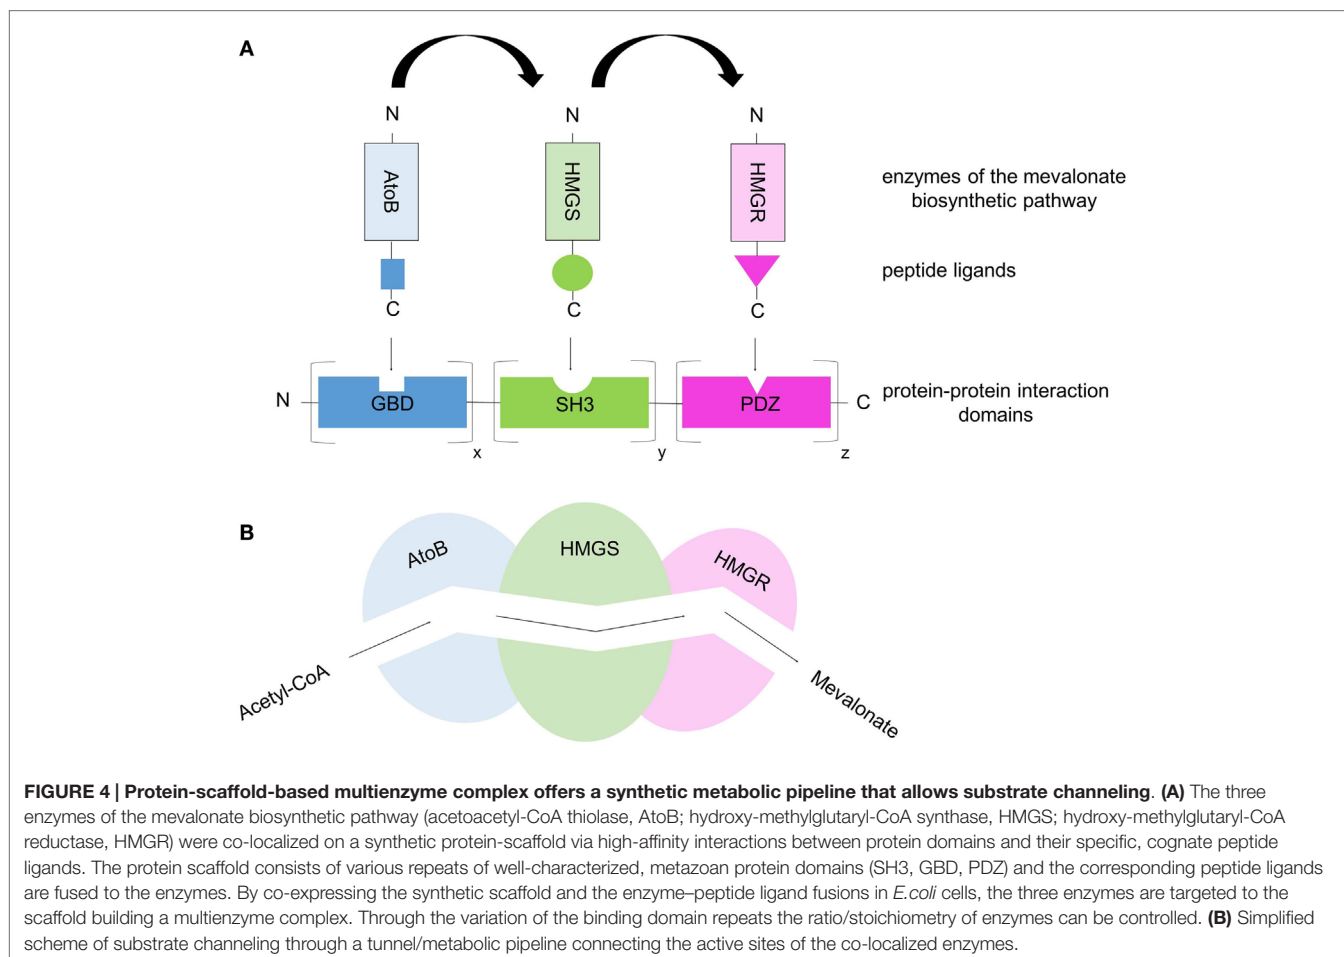 A
N
N
N
AtoB
HMGS
HMGR
enzymes of the mevalonate
biosynthetic pathway
peptide ligands
C
C
C
N
GBD
SH3
PDZ
C
protein-protein interaction
domains
x
y
z
B
AtoB
HMGS
HMGR
Acetyl-CoA
Mevalonate
FIGURE 4 | Protein-scaffold-based multienzyme complex offers a synthetic metabolic pipeline that allows substrate channeling. (A) The three
enzymes of the mevalonate biosynthetic pathway (acetoacetyl-CoA thiolase, AtoB; hydroxy-methylglutaryl-CoA synthase, HMGS; hydroxy-methylglutaryl-CoA
reductase, HMGR) were co-localized on a synthetic protein-scaffold via high-affinity interactions between protein domains and their specific, cognate peptide
ligands. The protein scaffold consists of various repeats of well-characterized, metazoan protein domains (SH3, GBD, PDZ) and the corresponding peptide ligands
are fused to the enzymes. By co-expressing the synthetic scaffold and the enzyme–peptide ligand fusions in E.coli cells, the three enzymes are targeted to the
scaffold building a multienzyme complex. Through the variation of the binding domain repeats the ratio/stoichiometry of enzymes can be controlled. (B) Simplified
scheme of substrate channeling through a tunnel/metabolic pipeline connecting the active sites of the co-localized enzymes.